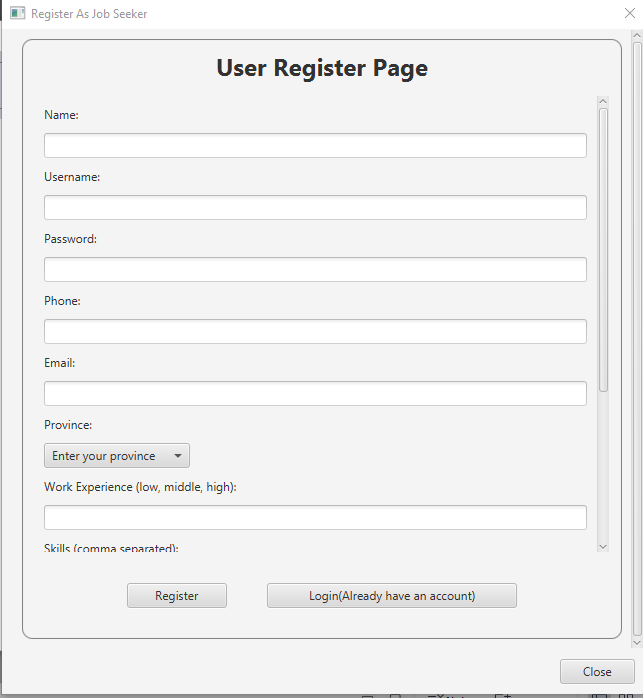 Register As Job Seeker
User Register Page
Name:
Username:
Password:
Phone:
Email:
Province:
Enter your province
Work Experience (low, middle, high):
Skills (comma separated):
Register
Login(Already have an account)
Close